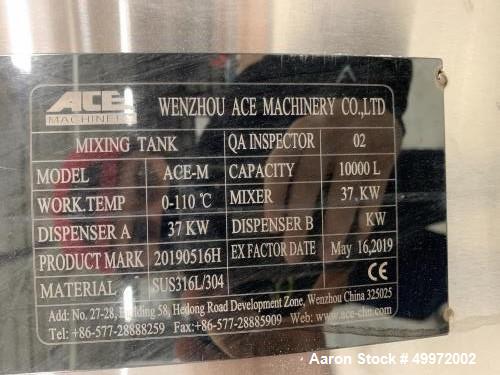 ACE
MACHINERY
WENZHOU ACE MACHINERY CO.,LTD
MIXING TANK QA INSPECTOR 02
MODEL ACE-M CAPACITY 10000 L
WORK.TEMP 0-110 ℃ MIXER 37 KW
DISPENSER A 37 KW DISPENSER B KW
PRODUCT MARK 20190516H EX FACTOR DATE May 16,2019
MATERIAL SUS316L/304 CE
Add: No. 27-28, Building 58, Hedong Road Development Zone, Wenzhou China 325025
Tel: +86-577-28888259 Fax:+86-577-28885909 Web: www.ace-chn.com
Aaron Stock # 49972002